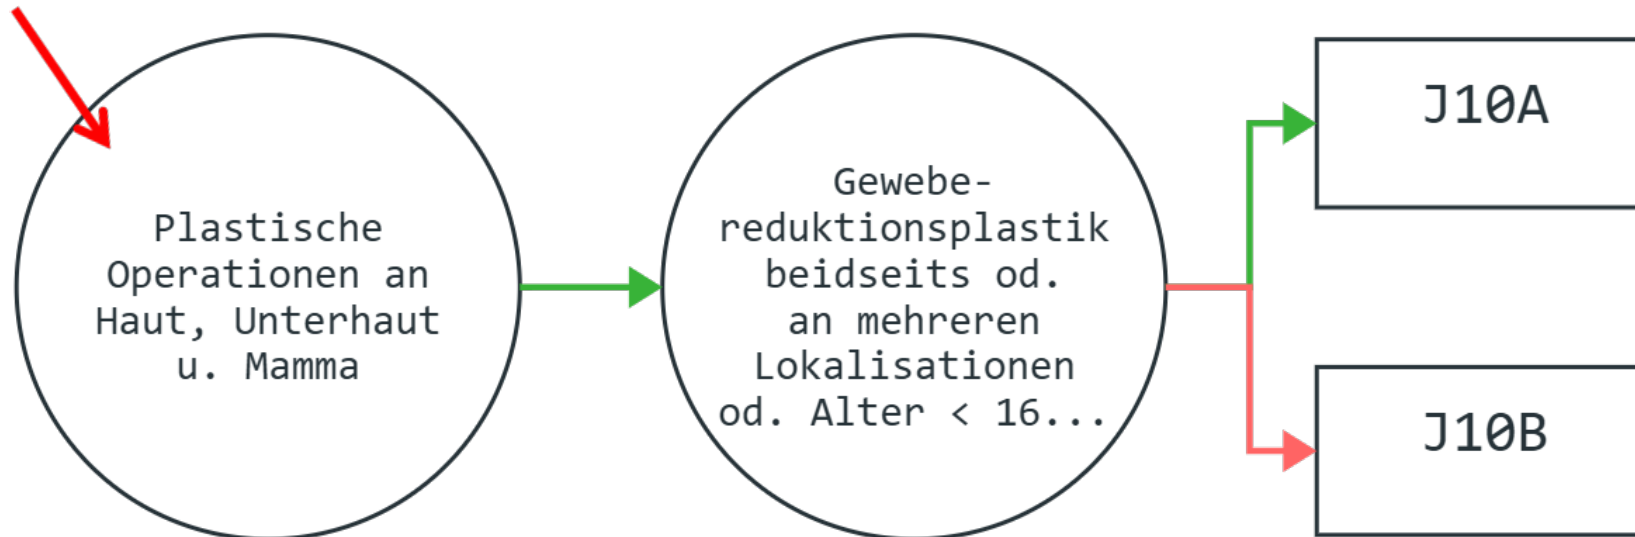 Plastische
Operationen an
Haut, Unterhaut
u. Mamma
Gewebe-
reduktionsplastik
beidseits od.
an mehreren
Lokalisationen
od. Alter < 16...
J10A
J10B